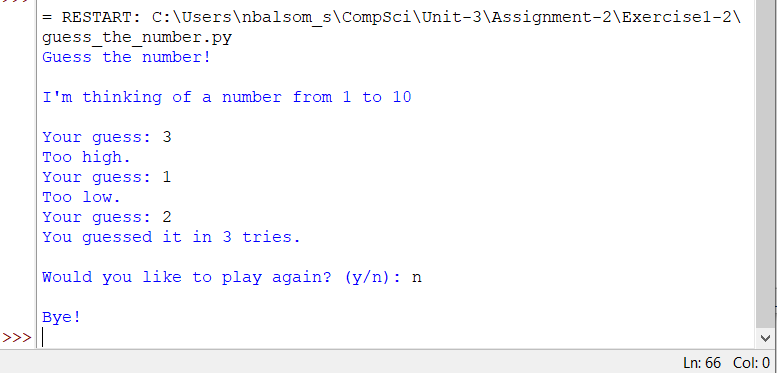 = RESTART: C:\Users\nbalsom_s\CompSci\Unit-3\Assignment-2\Exercise1-2\
guess_the_number.py
Guess the number!
I'm thinking of a number from 1 to 10
Your guess: 3
Too high.
Your guess: 1
Too low.
Your guess: 2
You guessed it in 3 tries.
Would you like to play again? (y/n): n
Bye!
>>>
Ln: 66 Col: 0